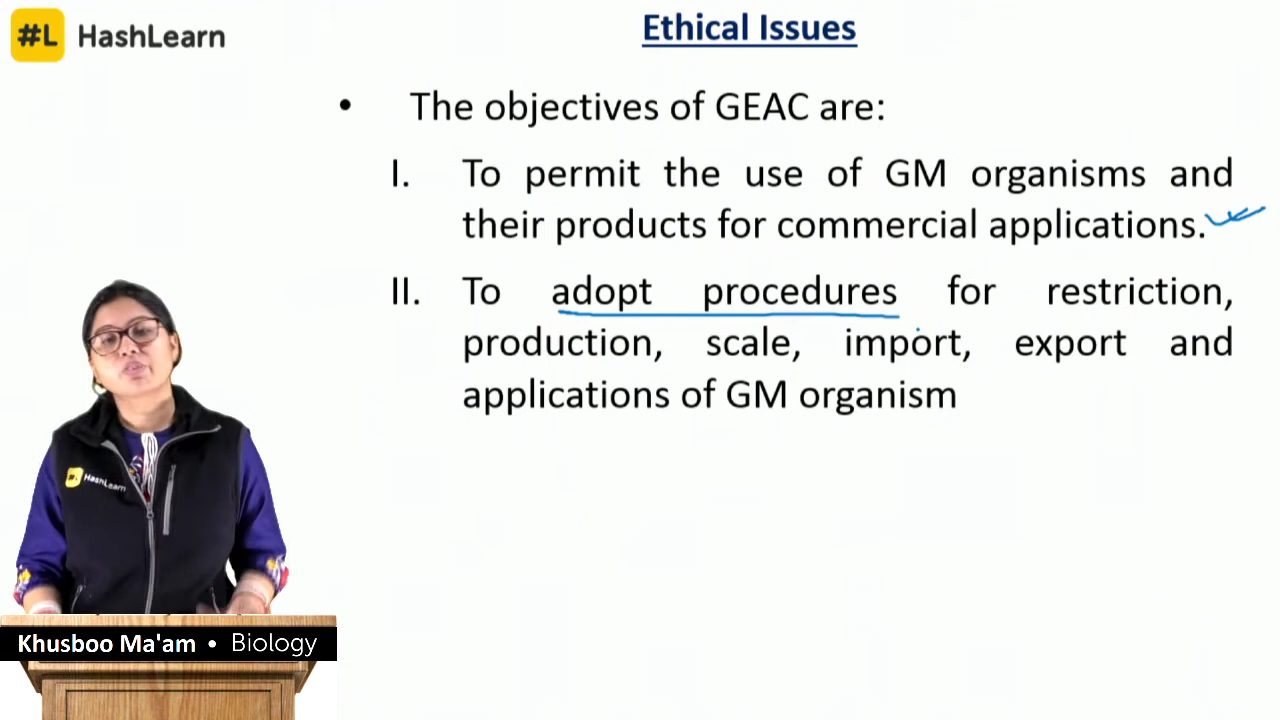 #L HashLearn
Ethical Issues
• The objectives of GEAC are:
I. To permit the use of GM organisms and
their products for commercial applications.
II. To adopt procedures for restriction,
production, scale, import, export and
applications of GM organism
#L HashLearn
Khusboo Ma'am • Biology